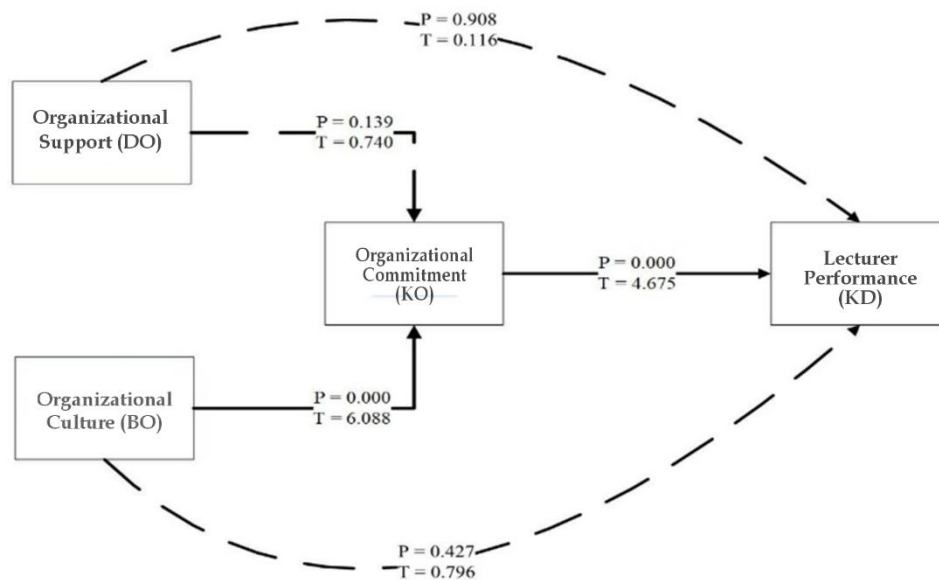 P = 0.908
T = 0.116
Organizational
Support (DO)
P = 0.139
T = 0.740
Organizational
Commitment
(KO)
P = 0.000
T = 4.675
Lecturer
Performance
(KD)
Organizational
Culture (BO)
P = 0.000
T = 6.088
P = 0.427
T = 0.796